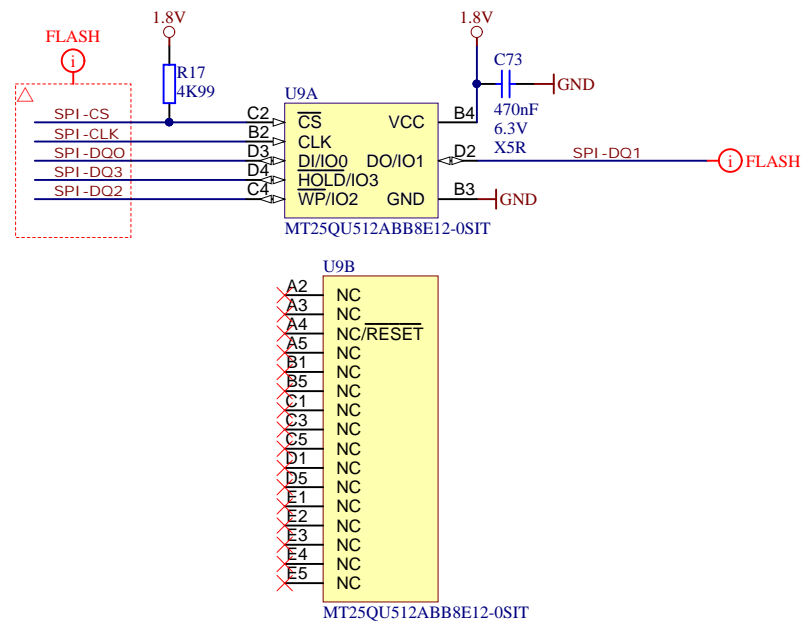 1.8V
1.8V
FLASH
i
R17
4K99
C73
GND
470nF
6.3V
X5R
U9A
SPI-CS
C2
CS
VCC
B4
SPI-CLK
B2
CLK
SPI-DQ0
D3
DI/IO0
DO/IO1
D2
SPI-DQ1
i
FLASH
SPI-DQ3
D4
HOLD/IO3
SPI-DQ2
C4
WP/IO2
GND
B3
GND
MT25QU512ABB8E12-0SIT
U9B
A2
NC
A3
NC
A4
NC/RESET
A5
NC
B1
NC
B5
NC
C1
NC
C3
NC
C5
NC
D1
NC
D5
NC
E1
NC
E2
NC
E3
NC
E4
NC
E5
NC
MT25QU512ABB8E12-0SIT